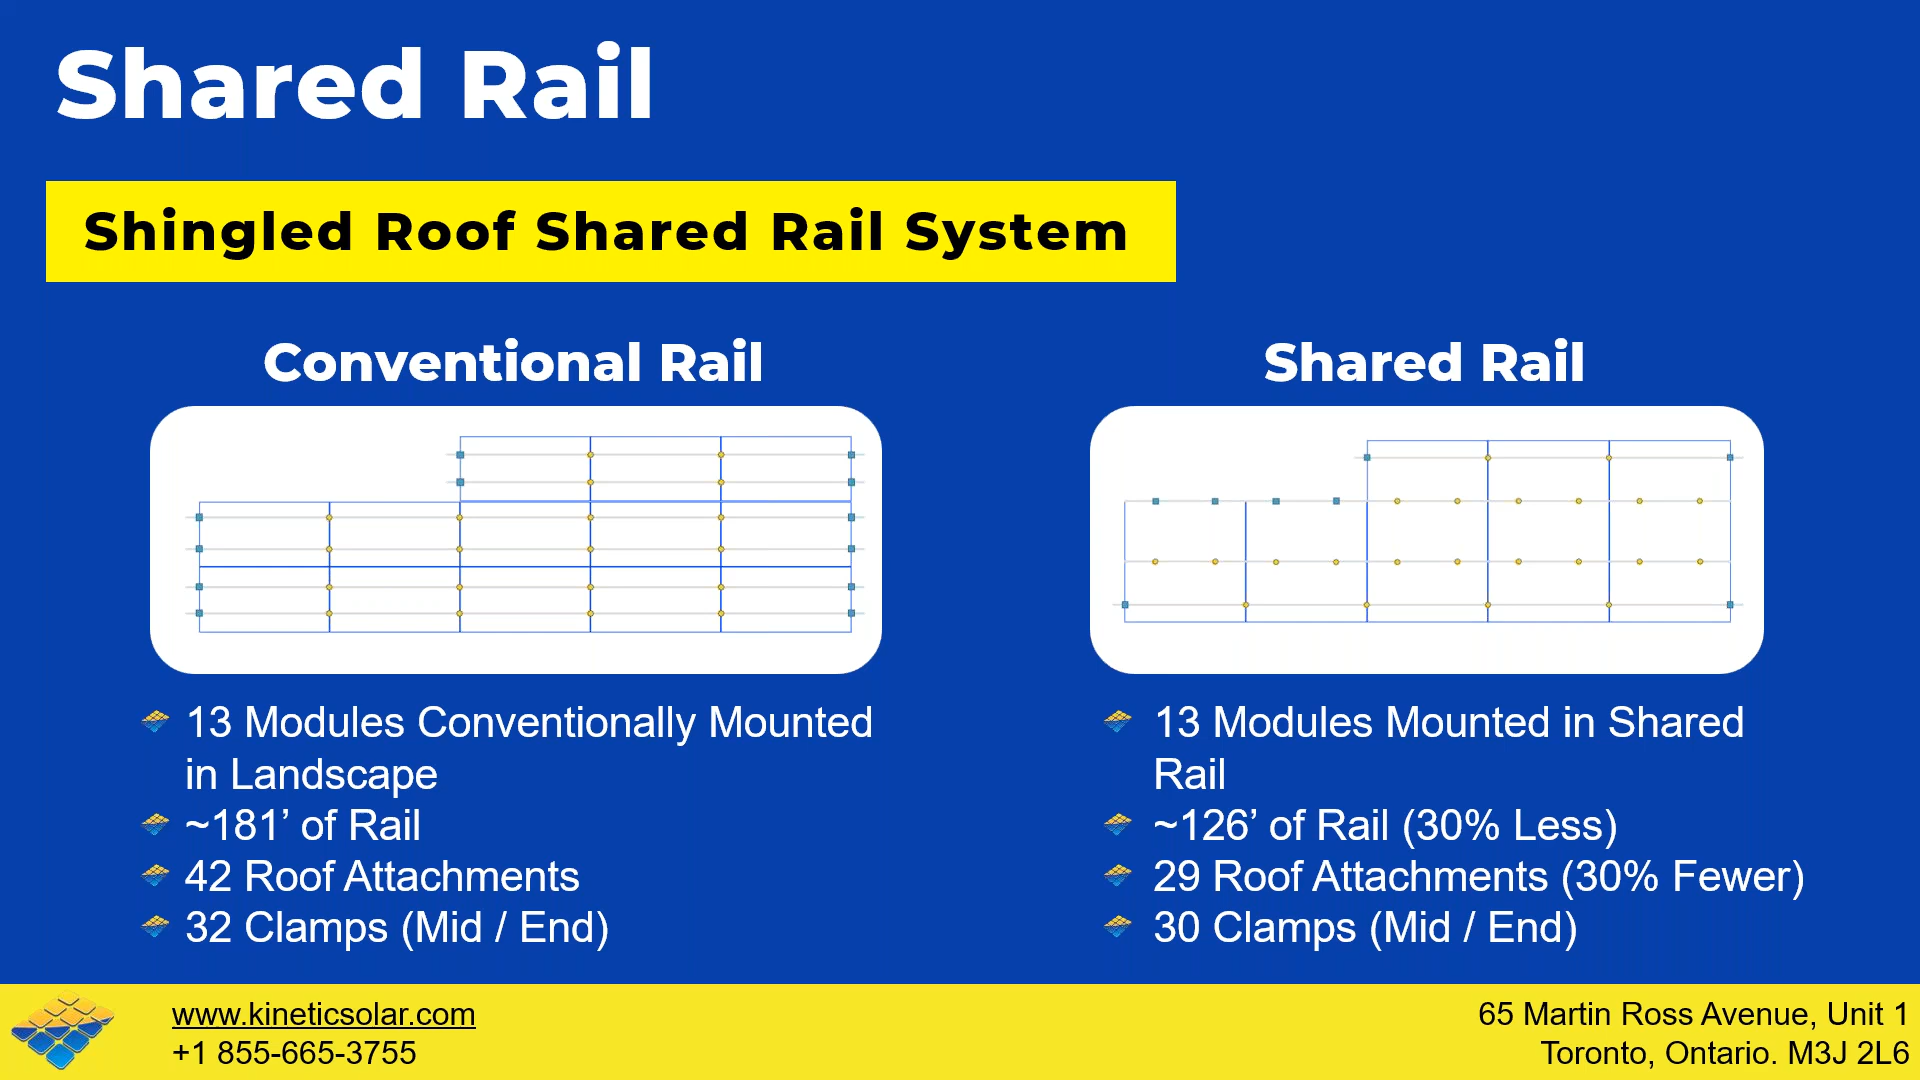 Shared Rail
Shingled Roof Shared Rail System
Conventional Rail
13 Modules Conventionally Mounted
in Landscape
~181’ of Rail
42 Roof Attachments
32 Clamps (Mid / End)
Shared Rail
13 Modules Mounted in Shared
Rail
~126’ of Rail (30% Less)
29 Roof Attachments (30% Fewer)
30 Clamps (Mid / End)
www.kineticsolar.com
+1 855-665-3755
65 Martin Ross Avenue, Unit 1
Toronto, Ontario. M3J 2L6